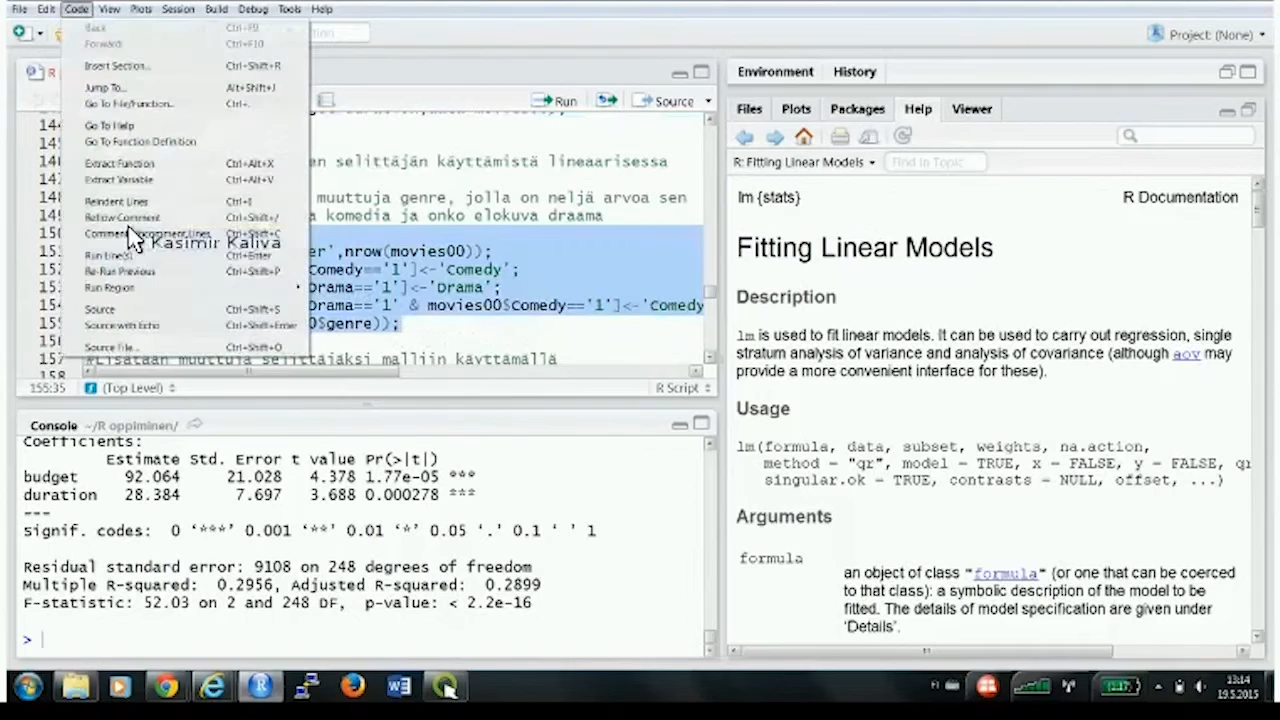 File Edit Code View Plots Session Build Debug Tools Help
Back Ctrl+F9
Forward Ctrl+F10
Insert Section... Ctrl+Shift+R
Jump To... Alt+Shift+J
Go To File/Function... Ctrl+.
Go To Help
Go To Function Definition
Extract Function Ctrl+Alt+X
Extract Variable Ctrl+Alt+V
Reindent Lines Ctrl+I
Reflow Comment Ctrl+Shift+/
Ctrl+Shift+C
Kasimir Kaliva
Run Line(s) Ctrl+Enter
Re-Run Previous Ctrl+Shift+P
Run Region
Source Ctrl+Shift+S
Source with Echo Ctrl+Shift+Enter
Source File... Ctrl+Shift+O
Project: (None)
R
Run Source
144
en selittäjän käyttämistä lineaarisessa
muuttuja genre, jolla on neljä arvoa sen
a komedia ja onko elokuva draama
er',nrow(movies00));
Comedy=='1']<-'Comedy';
Drama=='1']<-'Drama';
Drama=='1' & movies00$Comedy=='1']<-'Comedy
0$genre));
157 #Lisätään muuttuja selittäjäksi malliin käyttämällä
158
155:35 (Top Level) R Script
Console ~/R oppiminen/
Coefficients:
Estimate Std. Error t value Pr(>|t|)
budget 92.064 21.028 4.378 1.77e-05 ***
duration 28.384 7.697 3.688 0.000278 ***
---
Signif. codes: 0 ‘***’ 0.001 ‘**’ 0.01 ‘*’ 0.05 ‘.’ 0.1 ‘ ’ 1
Residual standard error: 9108 on 248 degrees of freedom
Multiple R-squared: 0.2956, Adjusted R-squared: 0.2899
F-statistic: 52.03 on 2 and 248 DF, p-value: < 2.2e-16
>
Environment History
Files Plots Packages Help Viewer
R: Fitting Linear Models Find in Topic
lm {stats} R Documentation
Fitting Linear Models
Description
lm is used to fit linear models. It can be used to carry out regression, single
stratum analysis of variance and analysis of covariance (although aov may
provide a more convenient interface for these).
Usage
lm(formula, data, subset, weights, na.action,
method = "qr", model = TRUE, x = FALSE, y = FALSE, qr
singular.ok = TRUE, contrasts = NULL, offset, ...)
Arguments
formula
an object of class "formula" (or one that can be coerced
to that class): a symbolic description of the model to be
fitted. The details of model specification are given under
‘Details’.
FI
13:14
19.5.2015